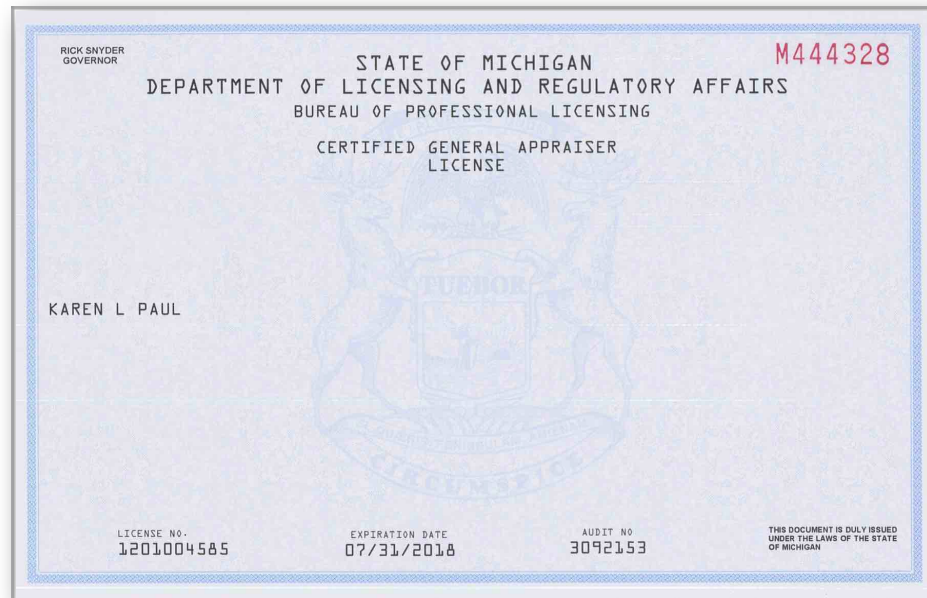 RICK SNYDER
GOVERNOR
M444328
STATE OF MICHIGAN
DEPARTMENT OF LICENSING AND REGULATORY AFFAIRS
BUREAU OF PROFESSIONAL LICENSING
CERTIFIED GENERAL APPRAISER
LICENSE
TUEBOR
CIRCUMSPICE
KAREN L PAUL
LICENSE NO.
1201004585
EXPIRATION DATE
07/31/2018
AUDIT NO
3092153
THIS DOCUMENT IS DULY ISSUED
UNDER THE LAWS OF THE STATE
OF MICHIGAN